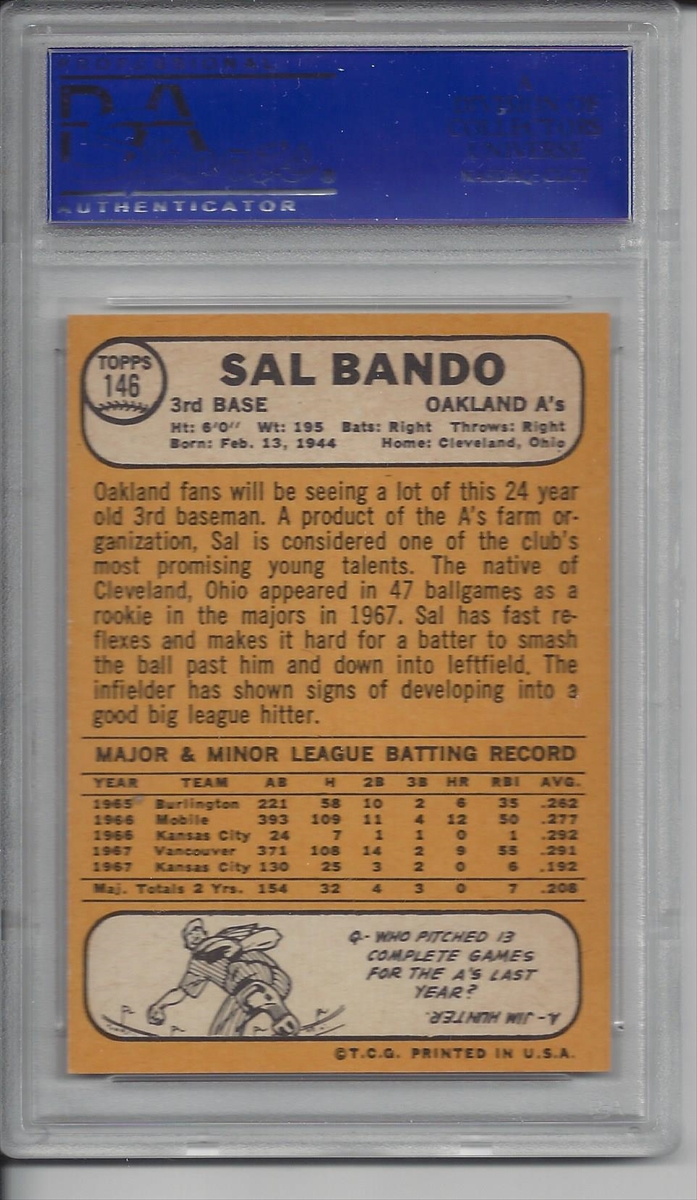 PROFESSIONAL
PSA
AUTHENTICATOR
A
DIVISION OF
COLLECTORS
UNIVERSE
NASDAQ: CLCT
TOPPS
146
SAL BANDO
3rd BASE OAKLAND A's
Ht: 6'0" Wt: 195 Bats: Right Throws: Right
Born: Feb. 13, 1944 Home: Cleveland, Ohio
Oakland fans will be seeing a lot of this 24 year
old 3rd baseman. A product of the A's farm or-
ganization, Sal is considered one of the club's
most promising young talents. The native of
Cleveland, Ohio appeared in 47 ballgames as a
rookie in the majors in 1967. Sal has fast re-
flexes and makes it hard for a batter to smash
the ball past him and down into leftfield. The
infielder has shown signs of developing into a
good big league hitter.
MAJOR & MINOR LEAGUE BATTING RECORD
YEAR TEAM AB H 2B 3B HR RBI AVG.
1965 Burlington 221 58 10 2 6 35 .262
1966 Mobile 393 109 11 4 12 50 .277
1966 Kansas City 24 7 1 1 0 1 .292
1967 Vancouver 371 108 14 2 9 55 .291
1967 Kansas City 130 25 3 2 0 6 .192
Maj. Totals 2 Yrs. 154 32 4 3 0 7 .208
Q- WHO PITCHED 13
COMPLETE GAMES
FOR THE A'S LAST
YEAR?
A- JIM HUNTER.
©T.C.G. PRINTED IN U.S.A.